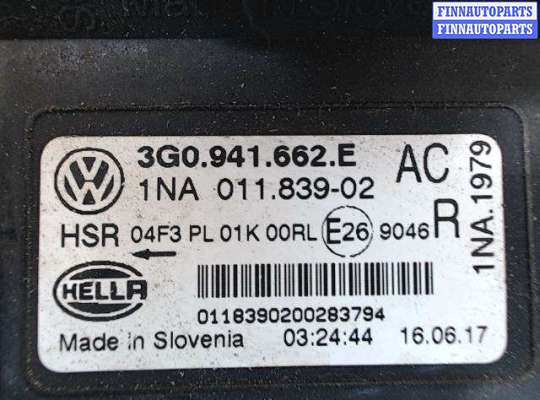 FINNAUTOPARTS
FINNAUTOPARTS
3G0.941.662.E AC
1NA 011.839-02
HSR 04F3 PL 01K 00RL E26 9046 R
1NA.1979
HELLA
0118390200283794
Made in Slovenia 03:24:44 16.06.17